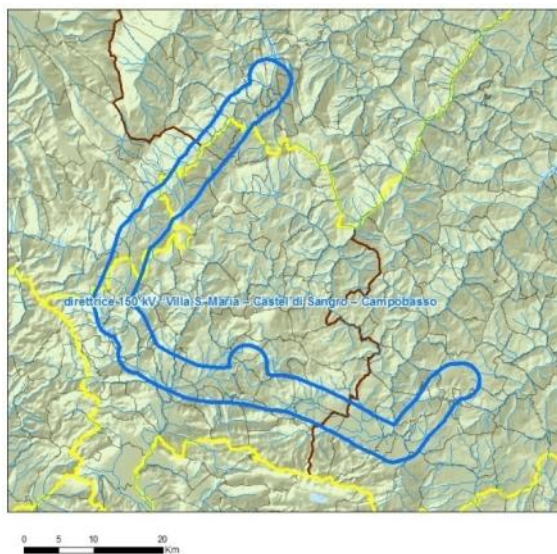 direttrice 150 kV "Villa S. Maria – Castel di Sangro – Campobasso
0 5 10 20
Km